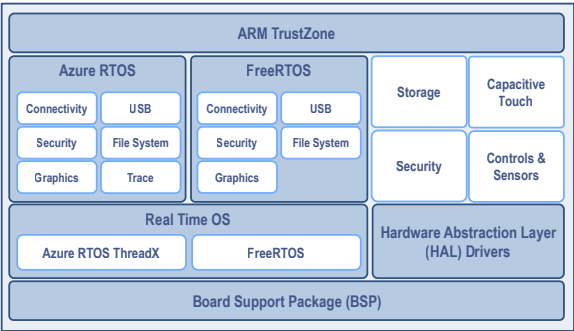 ARM TrustZone
Azure RTOS
Connectivity
USB
Security
File System
Graphics
Trace
FreeRTOS
Connectivity
USB
Security
File System
Graphics
Storage
Capacitive
Touch
Security
Controls &
Sensors
Real Time OS
Azure RTOS ThreadX
FreeRTOS
Hardware Abstraction Layer
(HAL) Drivers
Board Support Package (BSP)